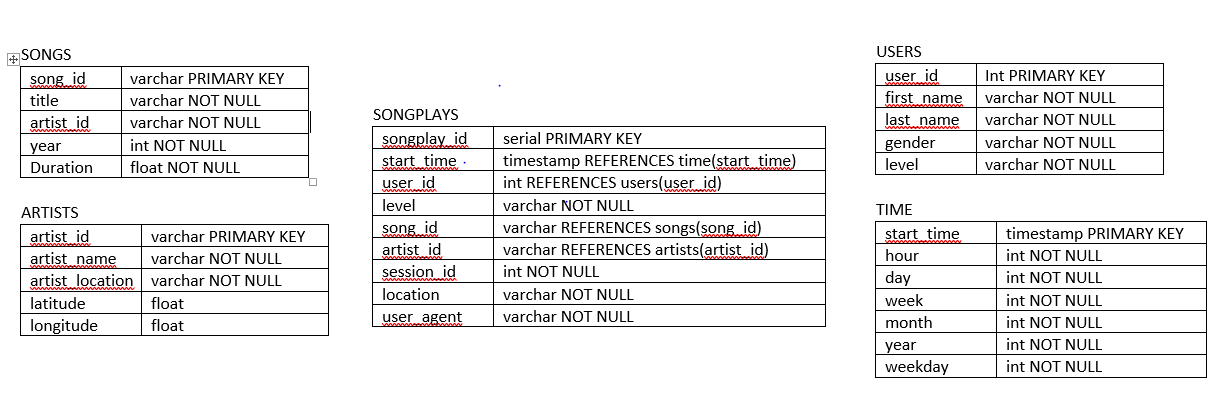 SONGS
song_id varchar PRIMARY KEY
title varchar NOT NULL
artist_id varchar NOT NULL
year int NOT NULL
Duration float NOT NULL
ARTISTS
artist_id varchar PRIMARY KEY
artist_name varchar NOT NULL
artist_location varchar NOT NULL
latitude float
longitude float
SONGPLAYS
songplay_id serial PRIMARY KEY
start_time timestamp REFERENCES time(start_time)
user_id int REFERENCES users(user_id)
level varchar NOT NULL
song_id varchar REFERENCES songs(song_id)
artist_id varchar REFERENCES artists(artist_id)
session_id int NOT NULL
location varchar NOT NULL
user_agent varchar NOT NULL
USERS
user_id Int PRIMARY KEY
first_name varchar NOT NULL
last_name varchar NOT NULL
gender varchar NOT NULL
level varchar NOT NULL
TIME
start_time timestamp PRIMARY KEY
hour int NOT NULL
day int NOT NULL
week int NOT NULL
month int NOT NULL
year int NOT NULL
weekday int NOT NULL